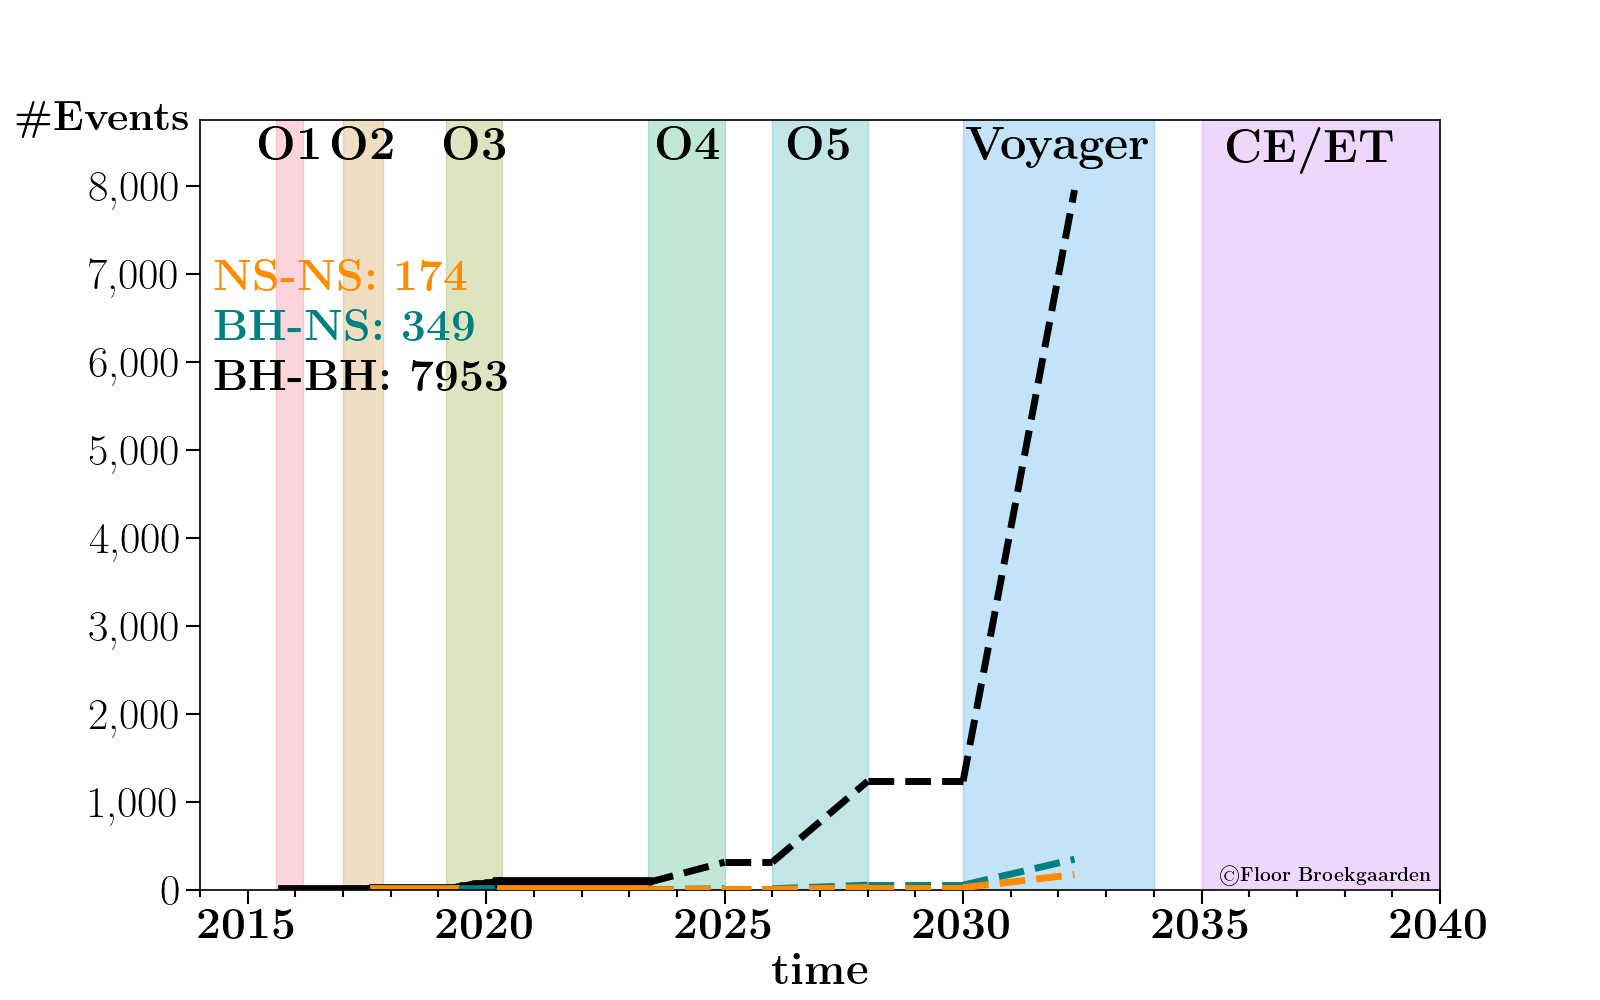 #Events
O1 O2 O3 O4 O5 Voyager CE/ET
8,000
7,000
6,000
5,000
4,000
3,000
2,000
1,000
0
NS-NS: 174
BH-NS: 349
BH-BH: 7953
©Floor Broekgaarden
2015 2020 2025 2030 2035 2040
time